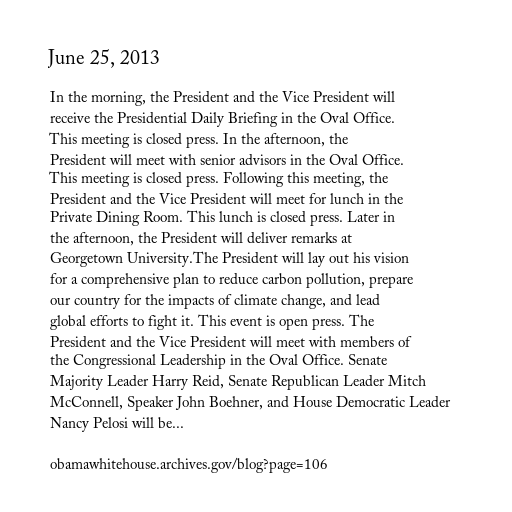 June 25, 2013
In the morning, the President and the Vice President will
receive the Presidential Daily Briefing in the Oval Office.
This meeting is closed press. In the afternoon, the
President will meet with senior advisors in the Oval Office.
This meeting is closed press. Following this meeting, the
President and the Vice President will meet for lunch in the
Private Dining Room. This lunch is closed press. Later in
the afternoon, the President will deliver remarks at
Georgetown University.The President will lay out his vision
for a comprehensive plan to reduce carbon pollution, prepare
our country for the impacts of climate change, and lead
global efforts to fight it. This event is open press. The
President and the Vice President will meet with members of
the Congressional Leadership in the Oval Office. Senate
Majority Leader Harry Reid, Senate Republican Leader Mitch
McConnell, Speaker John Boehner, and House Democratic Leader
Nancy Pelosi will be...
obamawhitehouse.archives.gov/blog?page=106